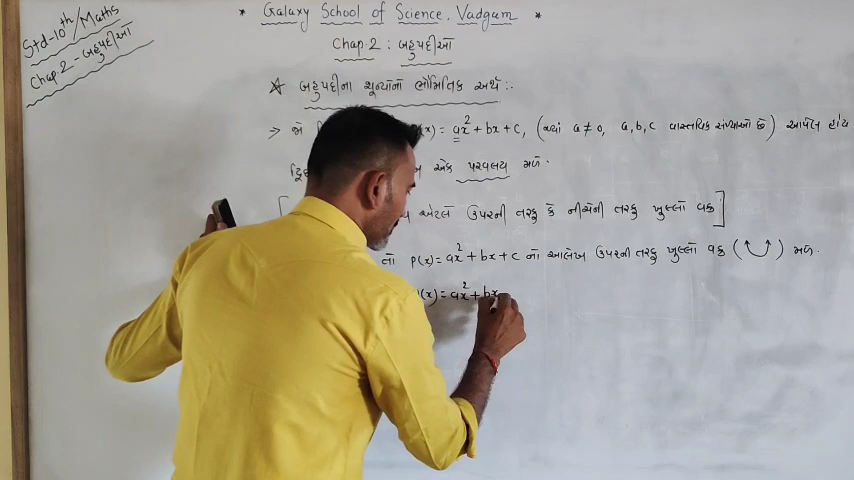 Std-10th/Maths
Chap.2 - બહુપદીઓ
* Galaxy School of Science, Vadgam *
Chap.2 : બહુપદીઓ
☆ બહુપદીના શૂન્યોનો ભૌમિતિક અર્થ :-
→ જો (x) = ax² + bx + c, (જ્યાં a ≠ 0, a, b, c વાસ્તવિક સંખ્યાઓ છે) આપેલ હોય
એક પરવલય મળે.
[ એટલે ઉપરની તરફ કે નીચેની તરફ ખુલ્લો વક્ર ]
તો p(x) = ax² + bx + c નો આલેખ ઉપરની તરફ ખુલ્લો વક્ર (∪) મળે.
(x) = ax² + bx